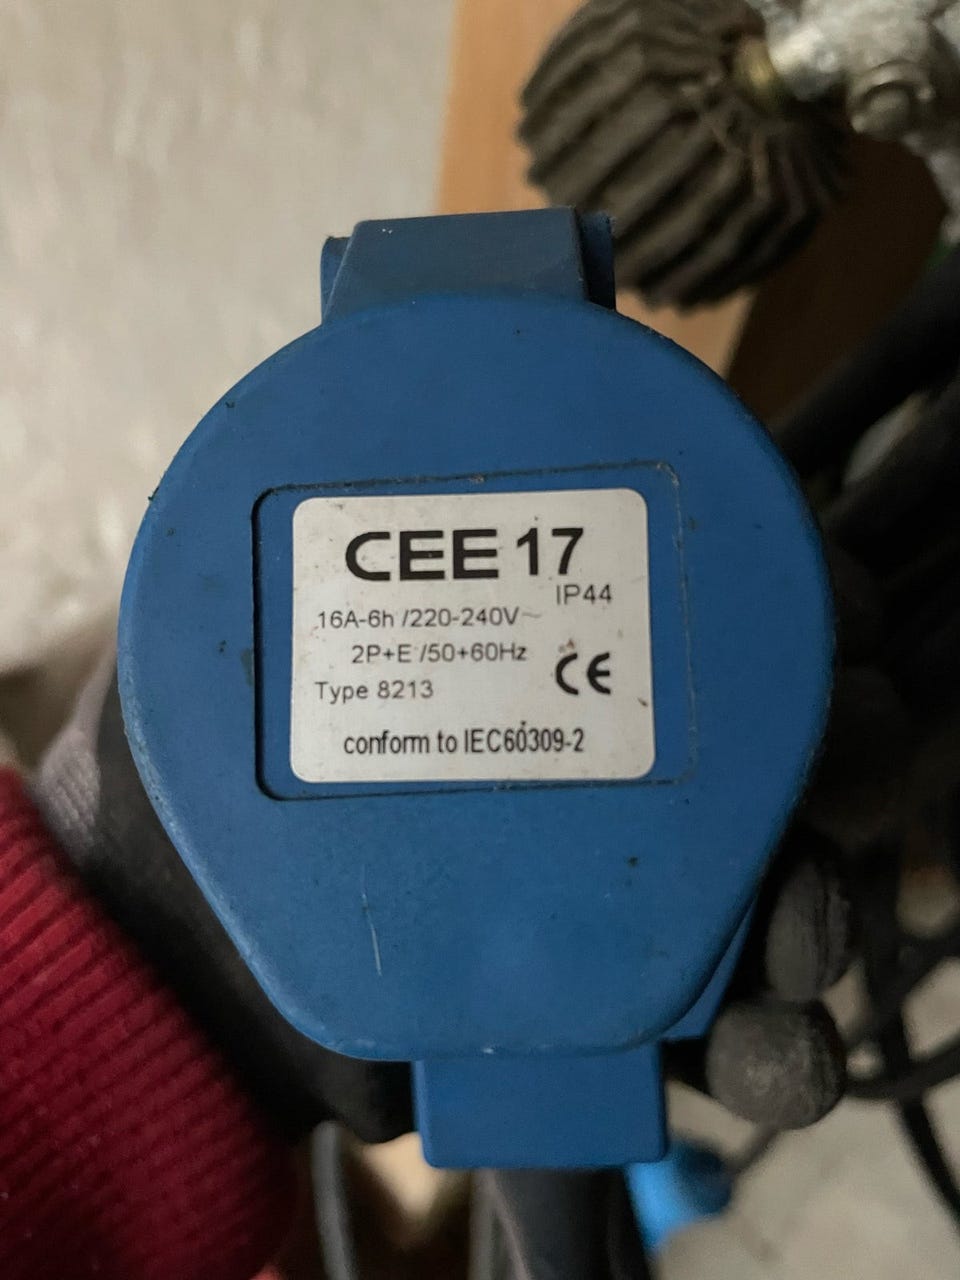 CEE 17
IP44
16A-6h /220-240V~
2P+E /50+60Hz
CE
Type 8213
conform to IEC60309-2